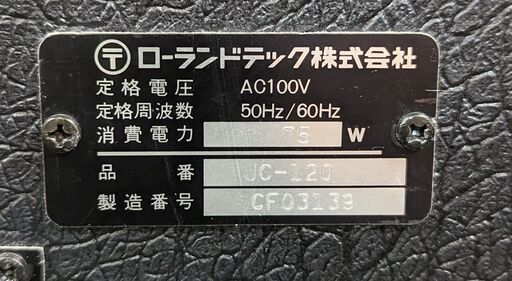 〒 ローランドテック株式会社
定格電圧 AC100V
定格周波数 50Hz/60Hz
消費電力 75 W
品番 JC-120
製造番号 CF03139